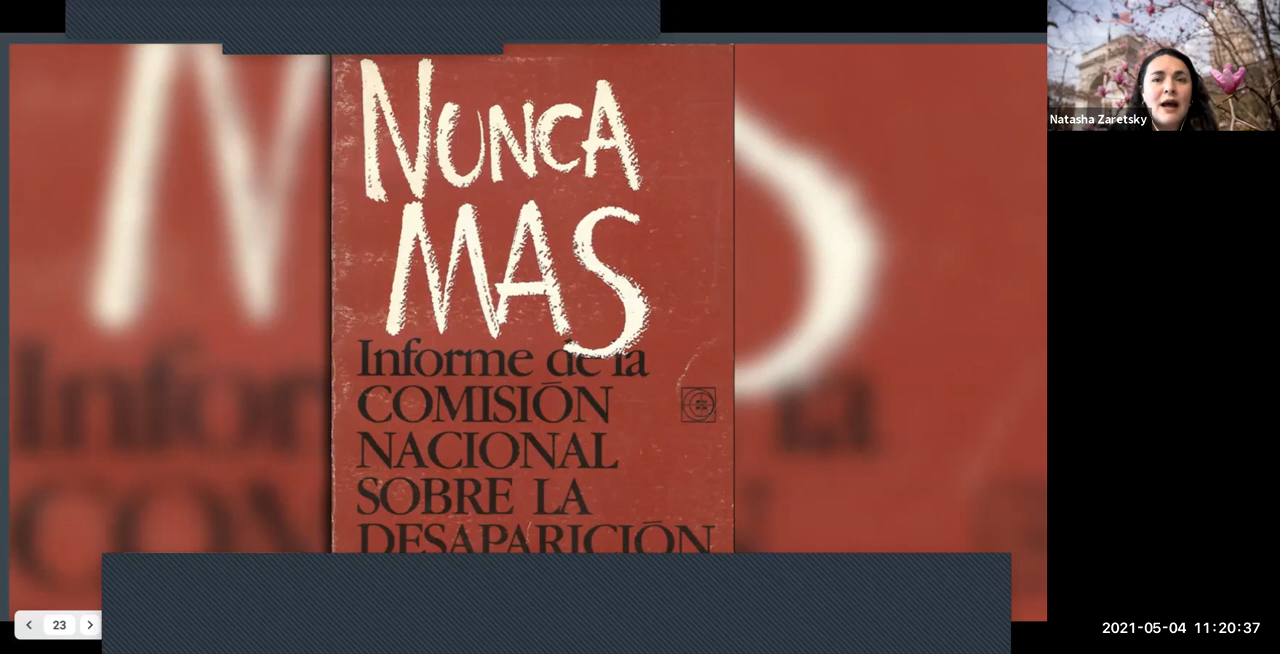 NUNCA
MAS
Informe de la
COMISIÓN
NACIONAL
SOBRE LA
DESAPARICIÓN
Natasha Zaretsky
23
2021-05-04 11:20:37